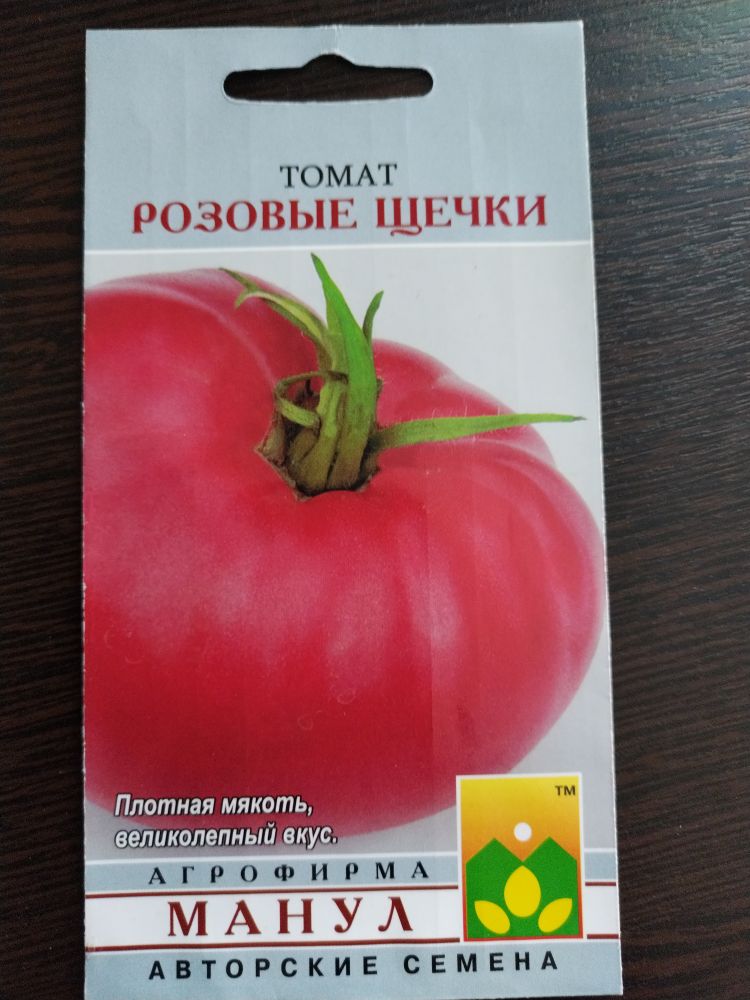 ТОМАТ
РОЗОВЫЕ ЩЕЧКИ
Плотная мякоть,
великолепный вкус.
TM
АГРОФИРМА
МАНУЛ
АВТОРСКИЕ СЕМЕНА